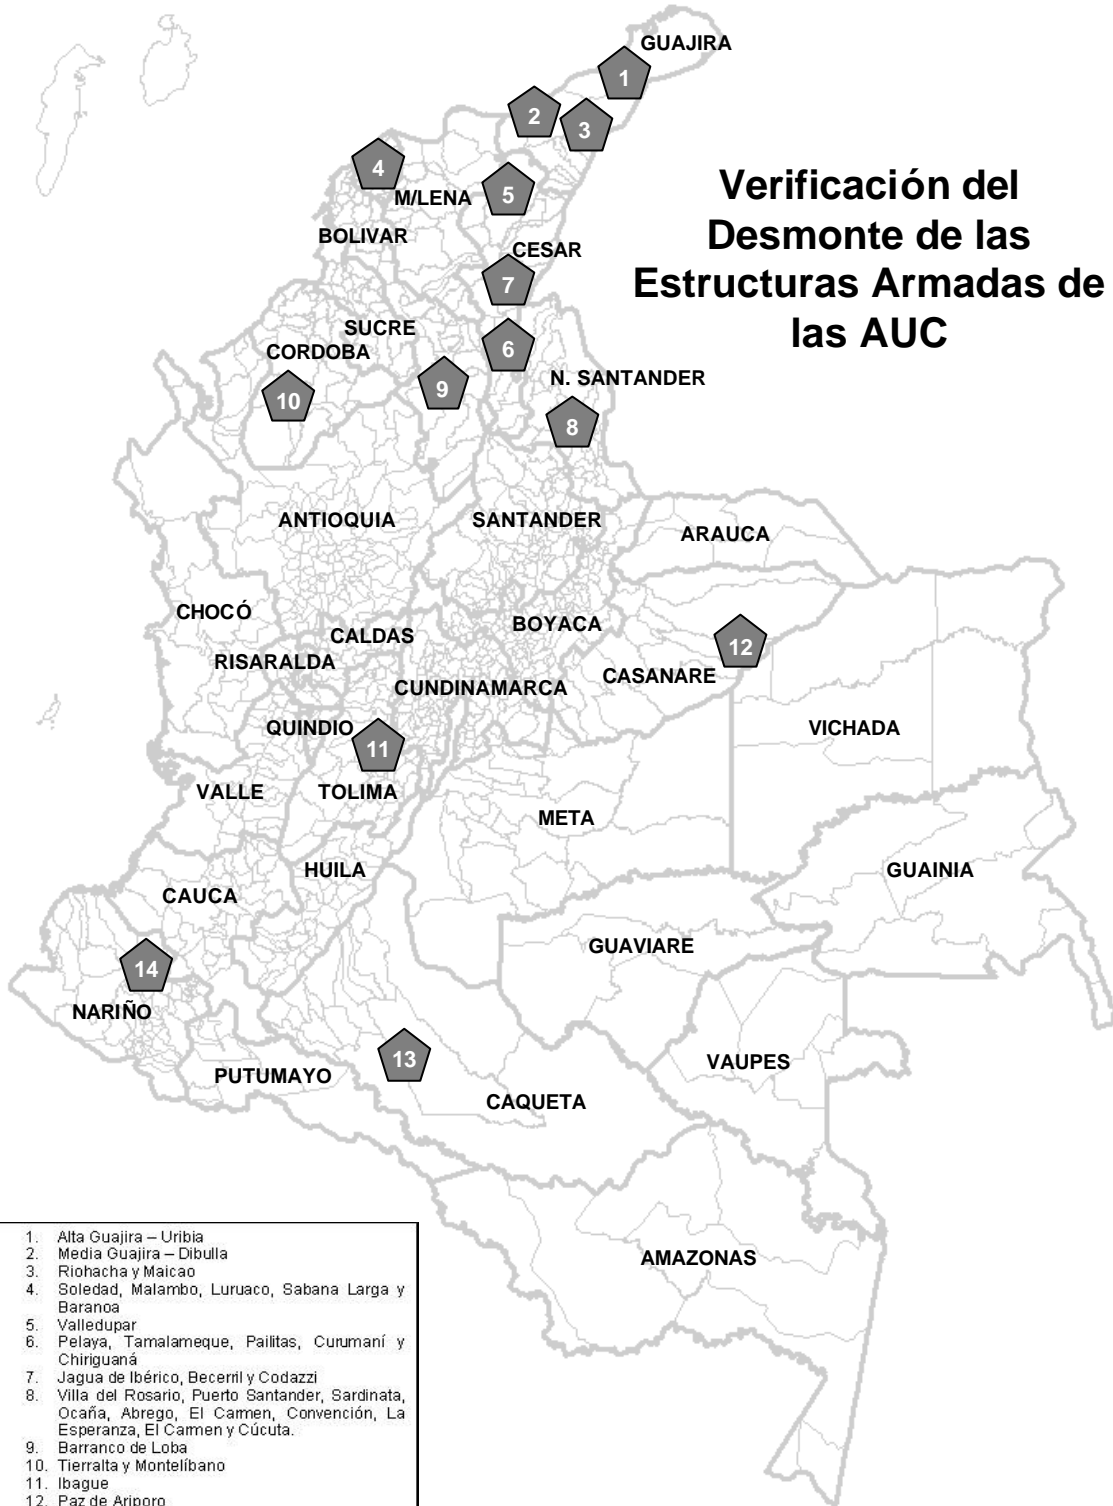 GUAJIRA
1
2
3
4
M/LENA
5
Verificación del
Desmonte de las
Estructuras Armadas de
las AUC
BOLIVAR
CESAR
7
SUCRE
CORDOBA
6
N. SANTANDER
9
10
8
ANTIOQUIA
SANTANDER
ARAUCA
CHOCÓ
BOYACA
CALDAS
12
RISARALDA
CASANARE
CUNDINAMARCA
QUINDIO
VICHADA
11
VALLE
TOLIMA
META
HUILA
GUAINIA
CAUCA
GUAVIARE
14
NARIÑO
13
VAUPES
PUTUMAYO
CAQUETA
AMAZONAS
1. Alta Guajira – Uribia
2. Media Guajira – Dibulla
3. Riohacha y Maicao
4. Soledad, Malambo, Luruaco, Sabana Larga y
Baranoa
5. Valledupar
6. Pelaya, Tamalameque, Pailitas, Curumaní y
Chiriguaná
7. Jagua de Ibérico, Becerril y Codazzi
8. Villa del Rosario, Puerto Santander, Sardinata,
Ocaña, Abrego, El Carmen, Convención, La
Esperanza, El Carmen y Cúcuta.
9. Barranco de Loba
10. Tierralta y Montelíbano
11. Ibague
12. Paz de Ariporo